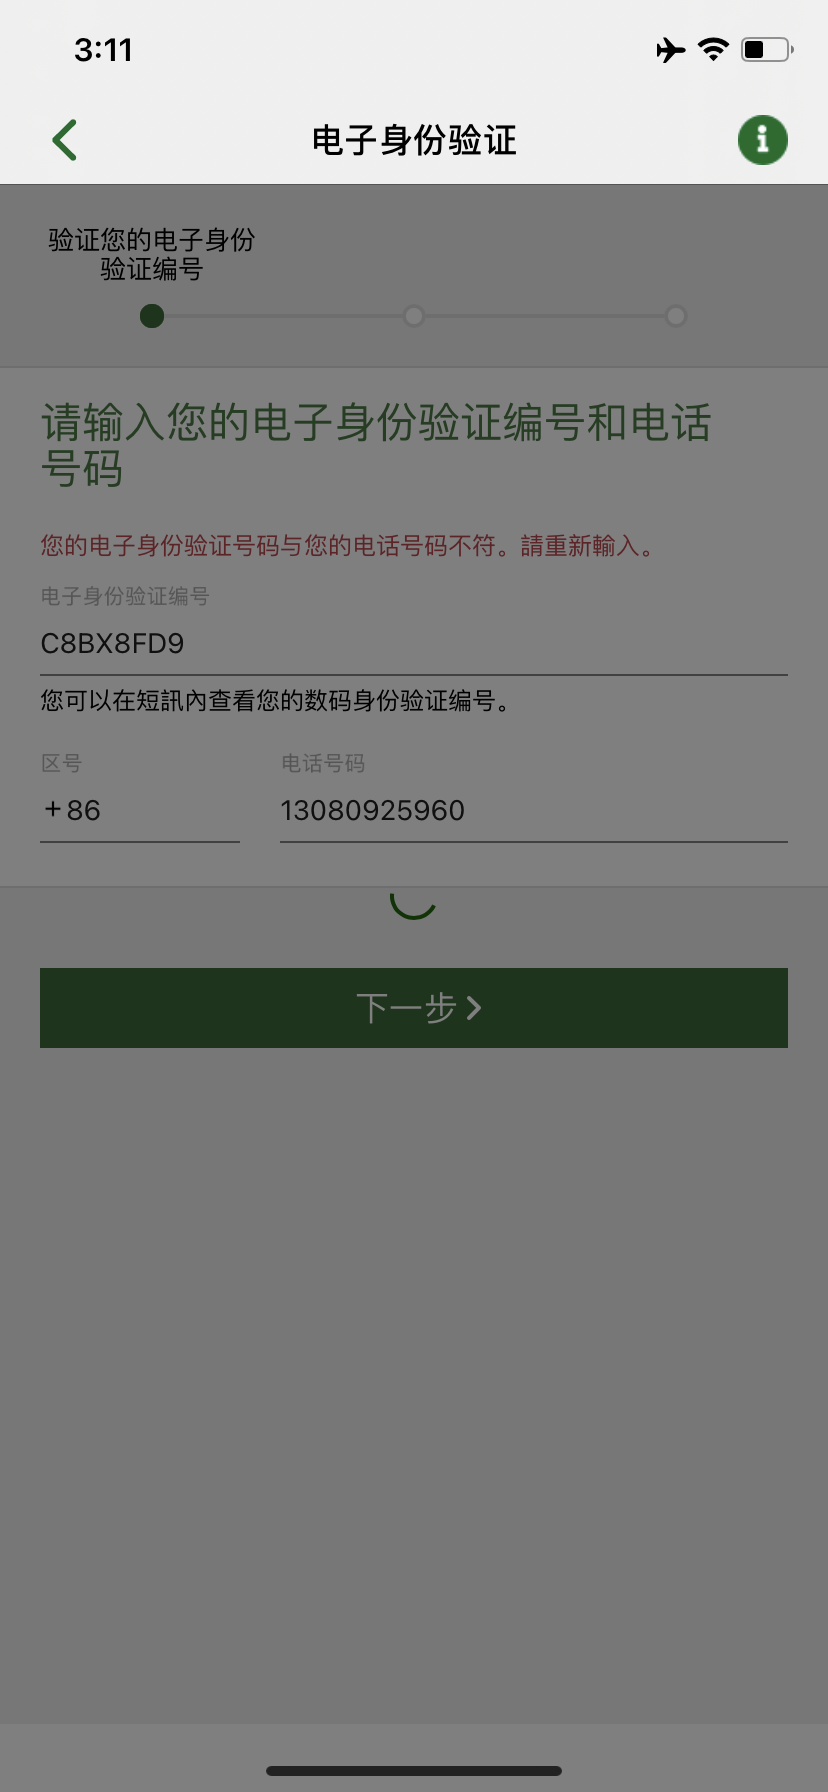 3:11
电子身份验证
验证您的电子身份
验证编号
请输入您的电子身份验证编号和电话
号码
您的电子身份验证号码与您的电话号码不符。請重新輸入。
电子身份验证编号
C8BX8FD9
您可以在短訊內查看您的数码身份验证编号。
区号
电话号码
+86
13080925960
下一步